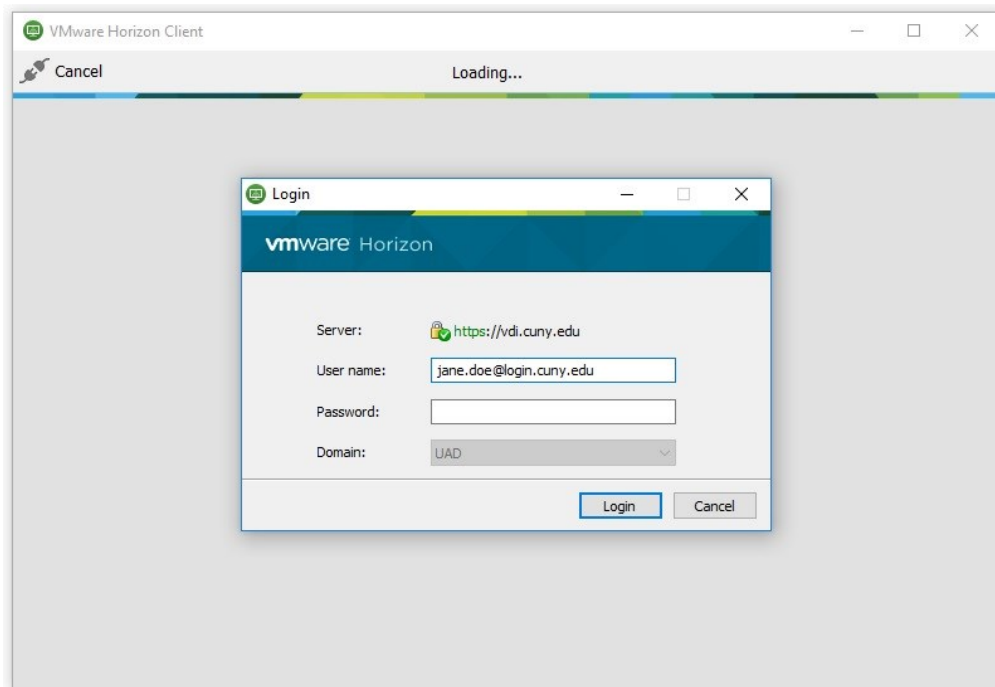 VMware Horizon Client
Cancel Loading...
Login
vmware Horizon
Server: https://vdi.cuny.edu
User name: jane.doe@login.cuny.edu
Password:
Domain: UAD
Login Cancel